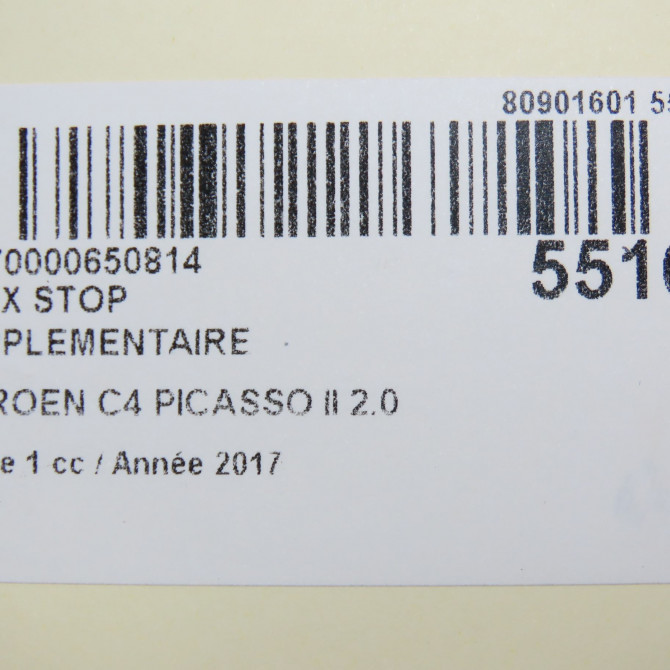 80901601 55
70000650814
5510
X STOP
PLEMENTAIRE
ROEN C4 PICASSO II 2.0
e 1 cc / Année 2017